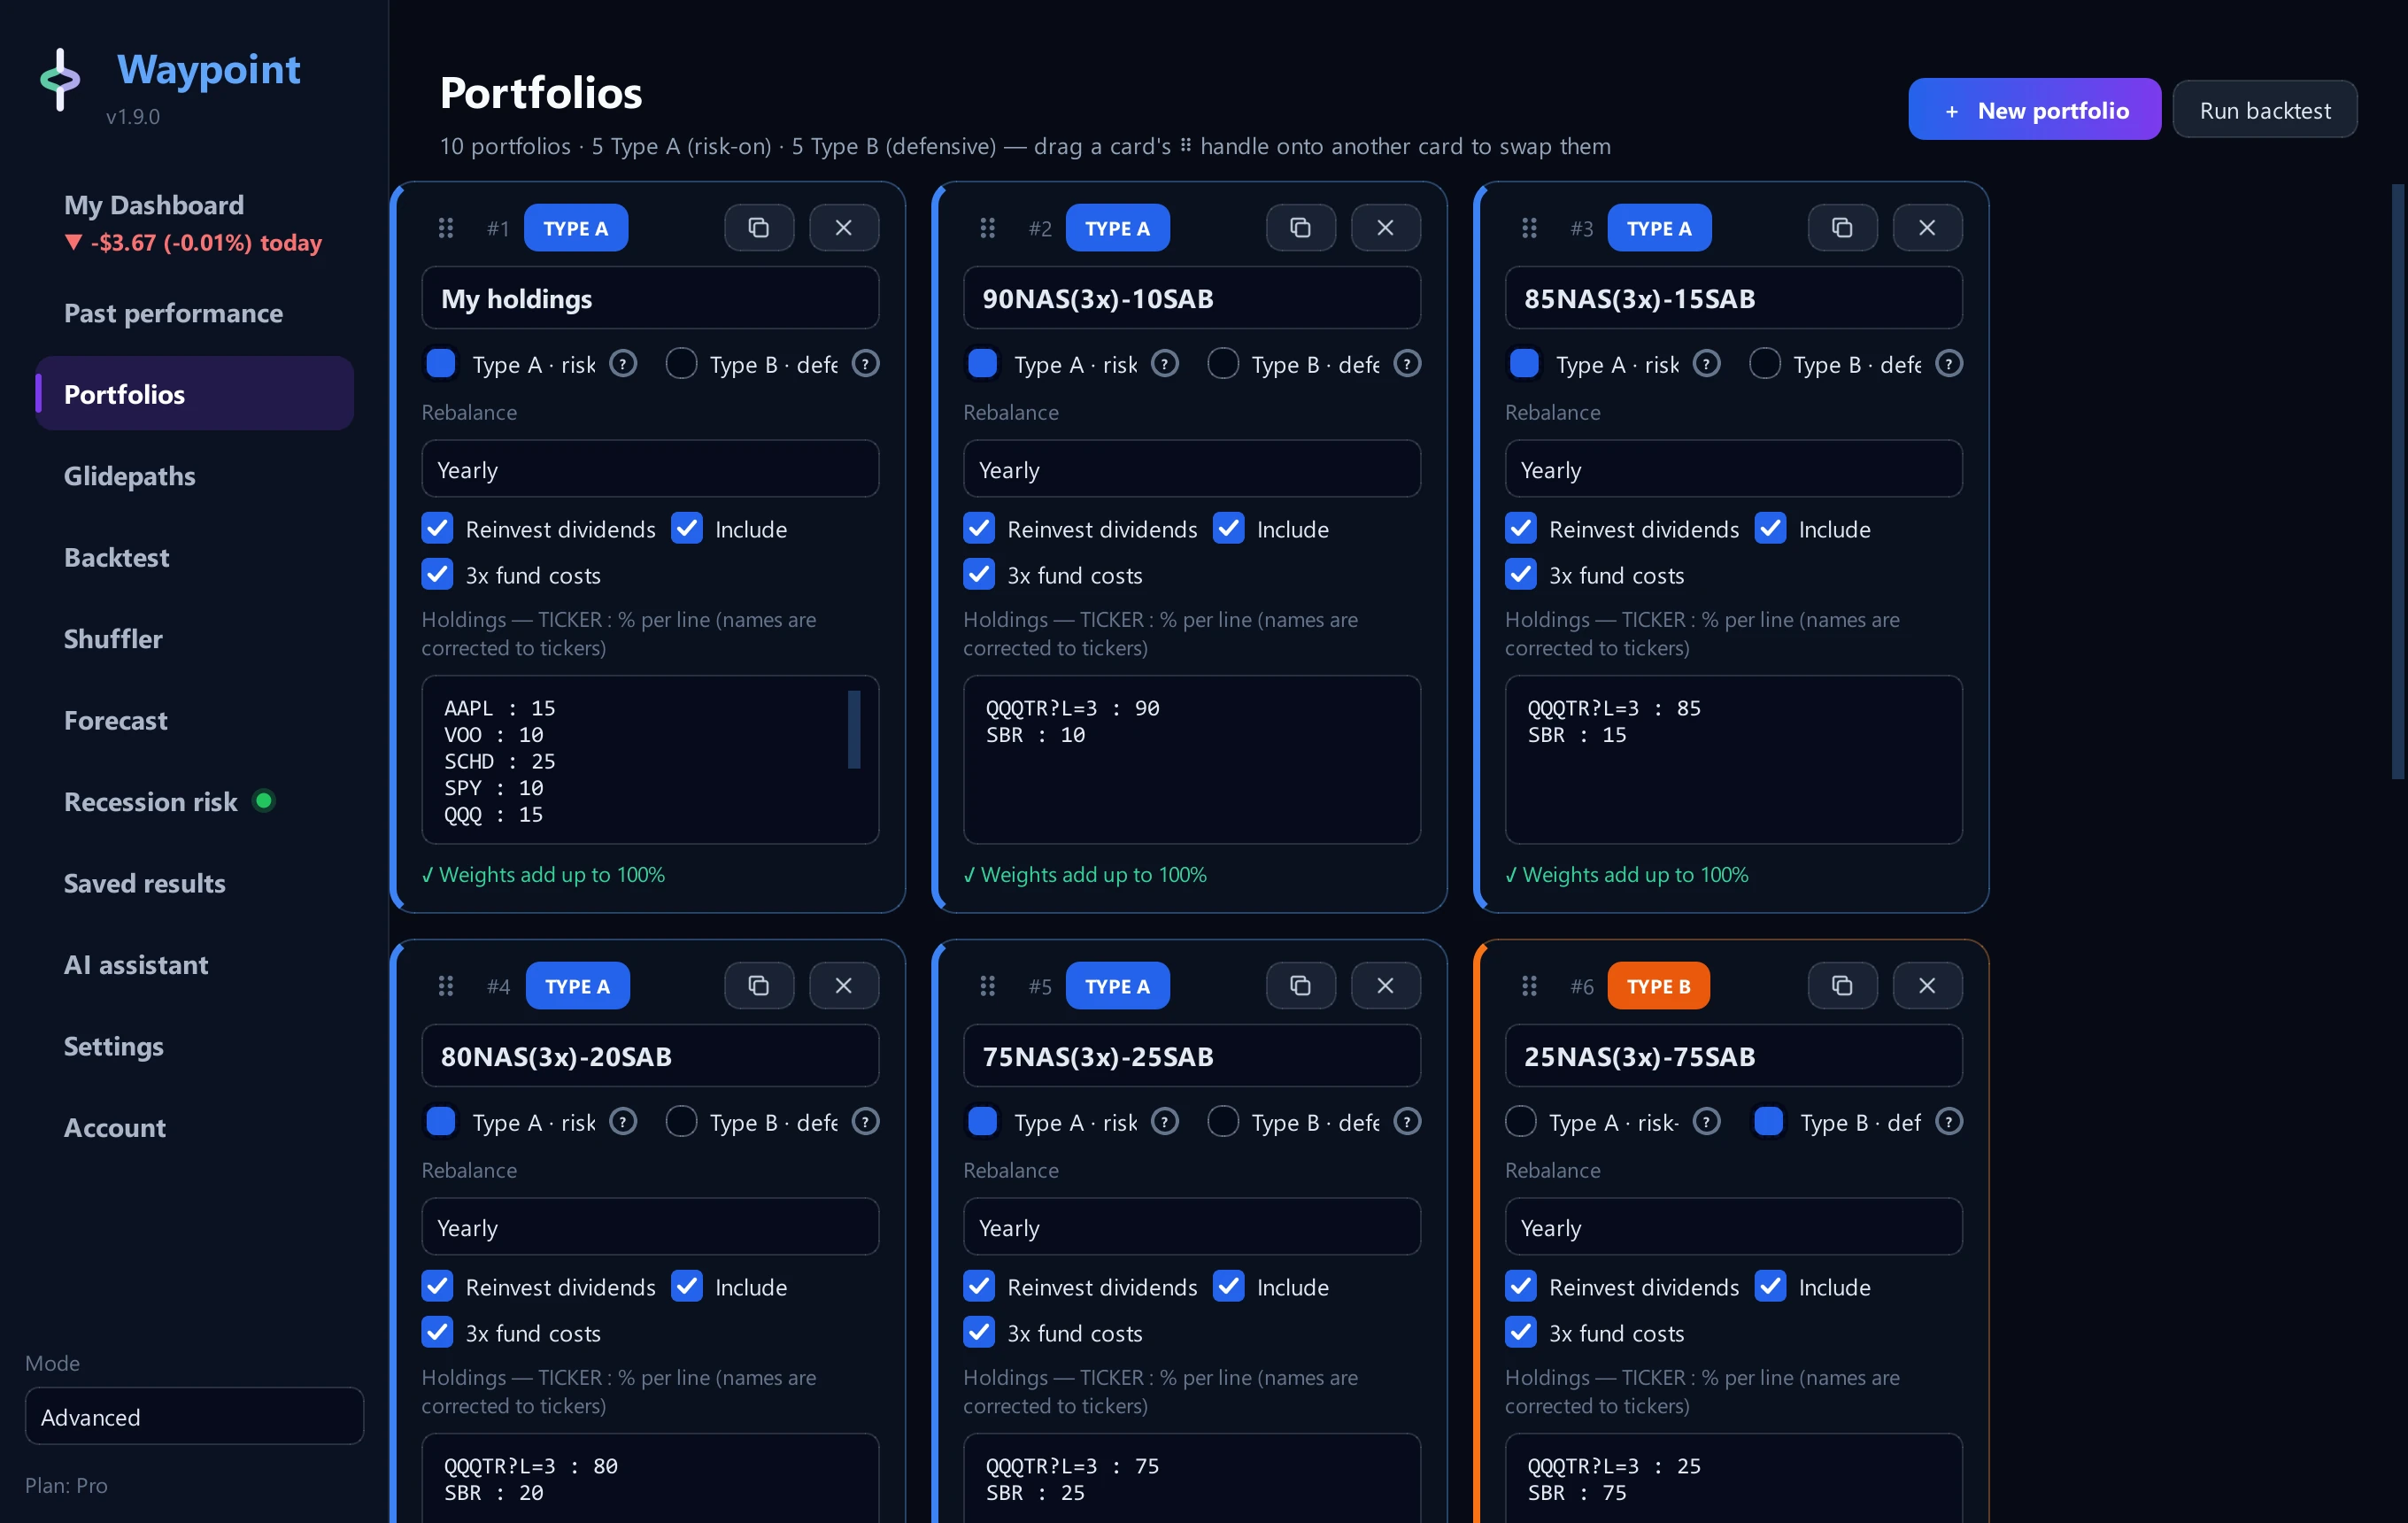 Waypoint
v1.9.0
My Dashboard
▼ -$3.67 (-0.01%) today
Past performance
Portfolios
Glidepaths
Backtest
Shuffler
Forecast
Recession risk
Saved results
AI assistant
Settings
Account
Mode
Advanced
Plan: Pro
Portfolios
10 portfolios · 5 Type A (risk-on) · 5 Type B (defensive) — drag a card's ⠿ handle onto another card to swap them
+ New portfolio
Run backtest
#1 TYPE A
My holdings
Type A · risk ? Type B · defe ?
Rebalance
Yearly
Reinvest dividends Include
3x fund costs
Holdings — TICKER : % per line (names are
corrected to tickers)
AAPL : 15
VOO : 10
SCHD : 25
SPY : 10
QQQ : 15
✓ Weights add up to 100%
#2 TYPE A
90NAS(3x)-10SAB
Type A · risk ? Type B · defe ?
Rebalance
Yearly
Reinvest dividends Include
3x fund costs
Holdings — TICKER : % per line (names are
corrected to tickers)
QQQTR?L=3 : 90
SBR : 10
✓ Weights add up to 100%
#3 TYPE A
85NAS(3x)-15SAB
Type A · risk ? Type B · defe ?
Rebalance
Yearly
Reinvest dividends Include
3x fund costs
Holdings — TICKER : % per line (names are
corrected to tickers)
QQQTR?L=3 : 85
SBR : 15
✓ Weights add up to 100%
#4 TYPE A
80NAS(3x)-20SAB
Type A · risk ? Type B · defe ?
Rebalance
Yearly
Reinvest dividends Include
3x fund costs
Holdings — TICKER : % per line (names are
corrected to tickers)
QQQTR?L=3 : 80
SBR : 20
#5 TYPE A
75NAS(3x)-25SAB
Type A · risk ? Type B · defe ?
Rebalance
Yearly
Reinvest dividends Include
3x fund costs
Holdings — TICKER : % per line (names are
corrected to tickers)
QQQTR?L=3 : 75
SBR : 25
#6 TYPE B
25NAS(3x)-75SAB
Type A · risk- ? Type B · def ?
Rebalance
Yearly
Reinvest dividends Include
3x fund costs
Holdings — TICKER : % per line (names are
corrected to tickers)
QQQTR?L=3 : 25
SBR : 75